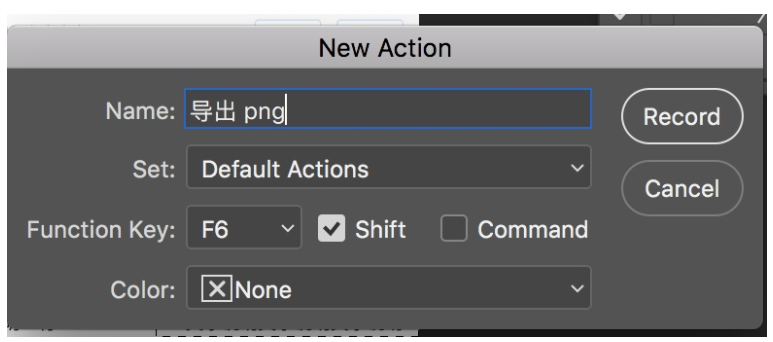 New Action
Name: 导出 png
Record
Set: Default Actions
Cancel
Function Key: F6 Shift Command
Color: None